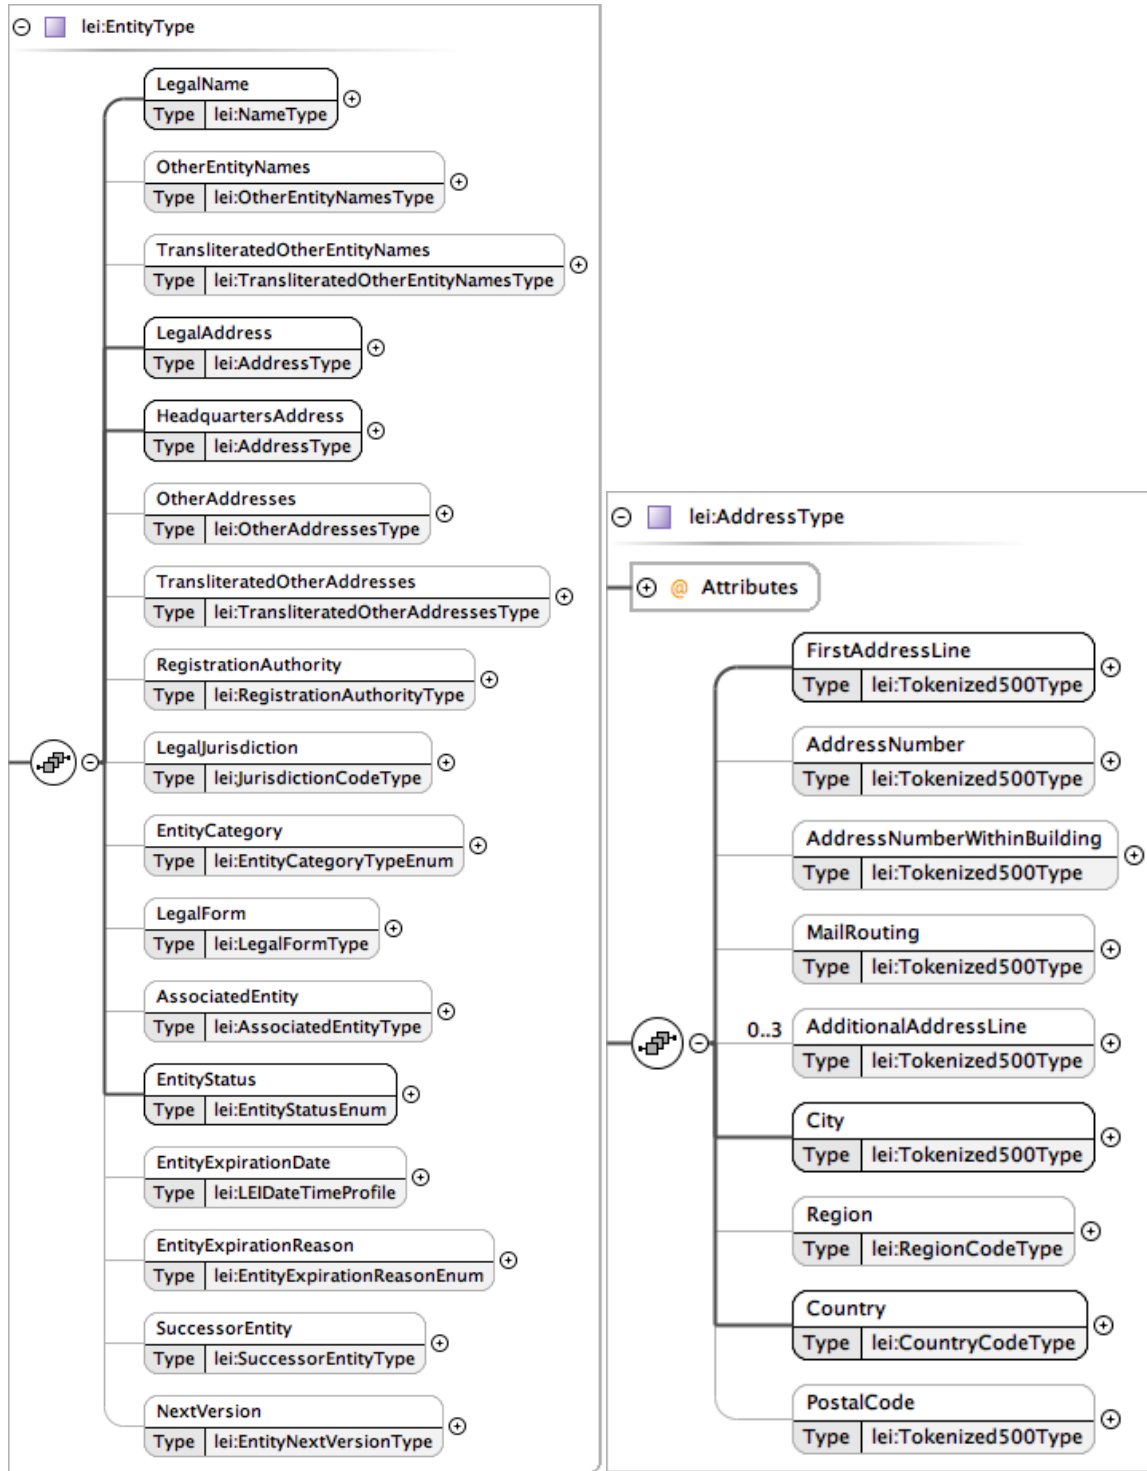 lei:EntityType
LegalName
Type lei:NameType
OtherEntityNames
Type lei:OtherEntityNamesType
TransliteratedOtherEntityNames
Type lei:TransliteratedOtherEntityNamesType
LegalAddress
Type lei:AddressType
HeadquartersAddress
Type lei:AddressType
OtherAddresses
Type lei:OtherAddressesType
TransliteratedOtherAddresses
Type lei:TransliteratedOtherAddressesType
RegistrationAuthority
Type lei:RegistrationAuthorityType
LegalJurisdiction
Type lei:JurisdictionCodeType
EntityCategory
Type lei:EntityCategoryTypeEnum
LegalForm
Type lei:LegalFormType
AssociatedEntity
Type lei:AssociatedEntityType
EntityStatus
Type lei:EntityStatusEnum
EntityExpirationDate
Type lei:LEIDateTimeProfile
EntityExpirationReason
Type lei:EntityExpirationReasonEnum
SuccessorEntity
Type lei:SuccessorEntityType
NextVersion
Type lei:EntityNextVersionType
lei:AddressType
@ Attributes
FirstAddressLine
Type lei:Tokenized500Type
AddressNumber
Type lei:Tokenized500Type
AddressNumberWithinBuilding
Type lei:Tokenized500Type
MailRouting
Type lei:Tokenized500Type
0..3 AdditionalAddressLine
Type lei:Tokenized500Type
City
Type lei:Tokenized500Type
Region
Type lei:RegionCodeType
Country
Type lei:CountryCodeType
PostalCode
Type lei:Tokenized500Type